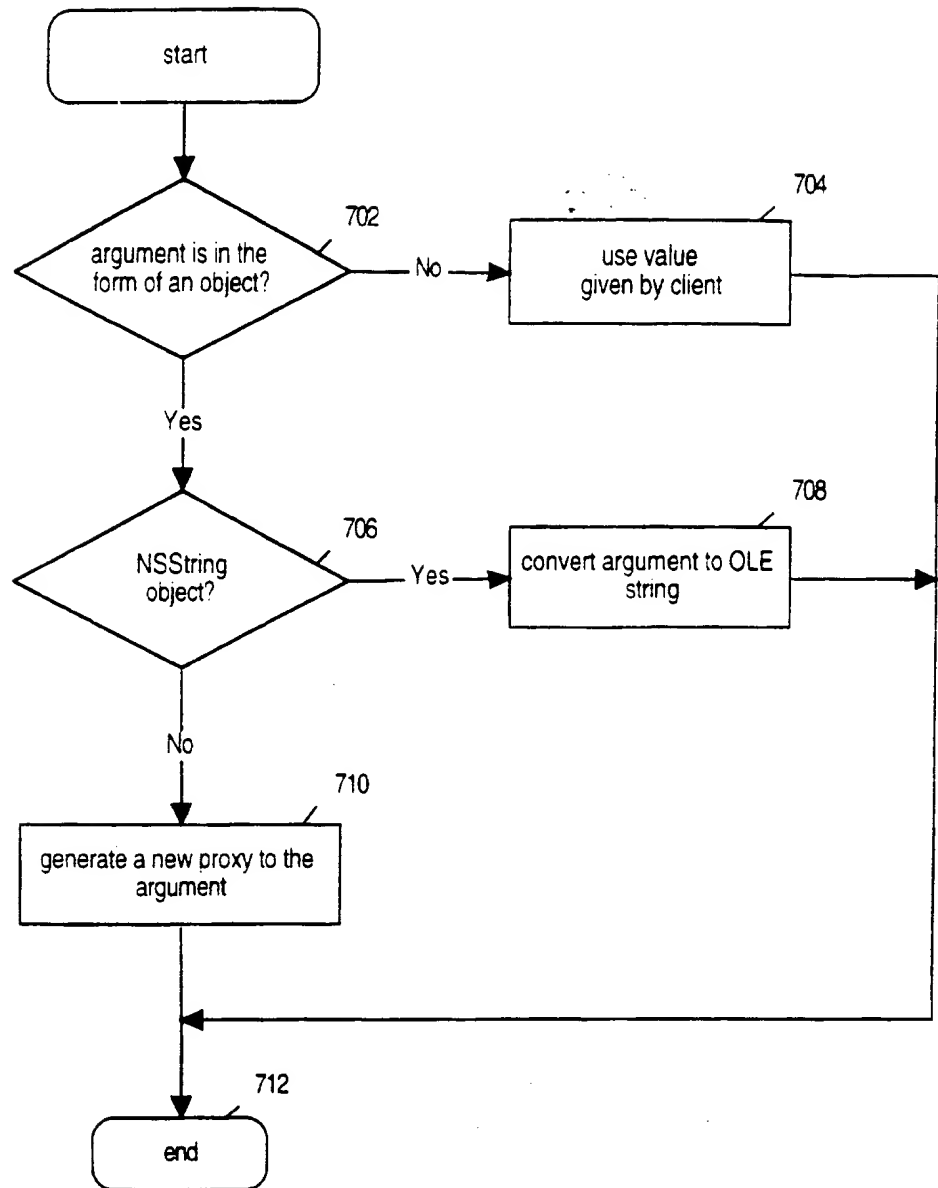 start
702
argument is in the
form of an object?
No
704
use value
given by client
Yes
706
NSString
object?
Yes
708
convert argument to OLE
string
No
710
generate a new proxy to the
argument
712
end